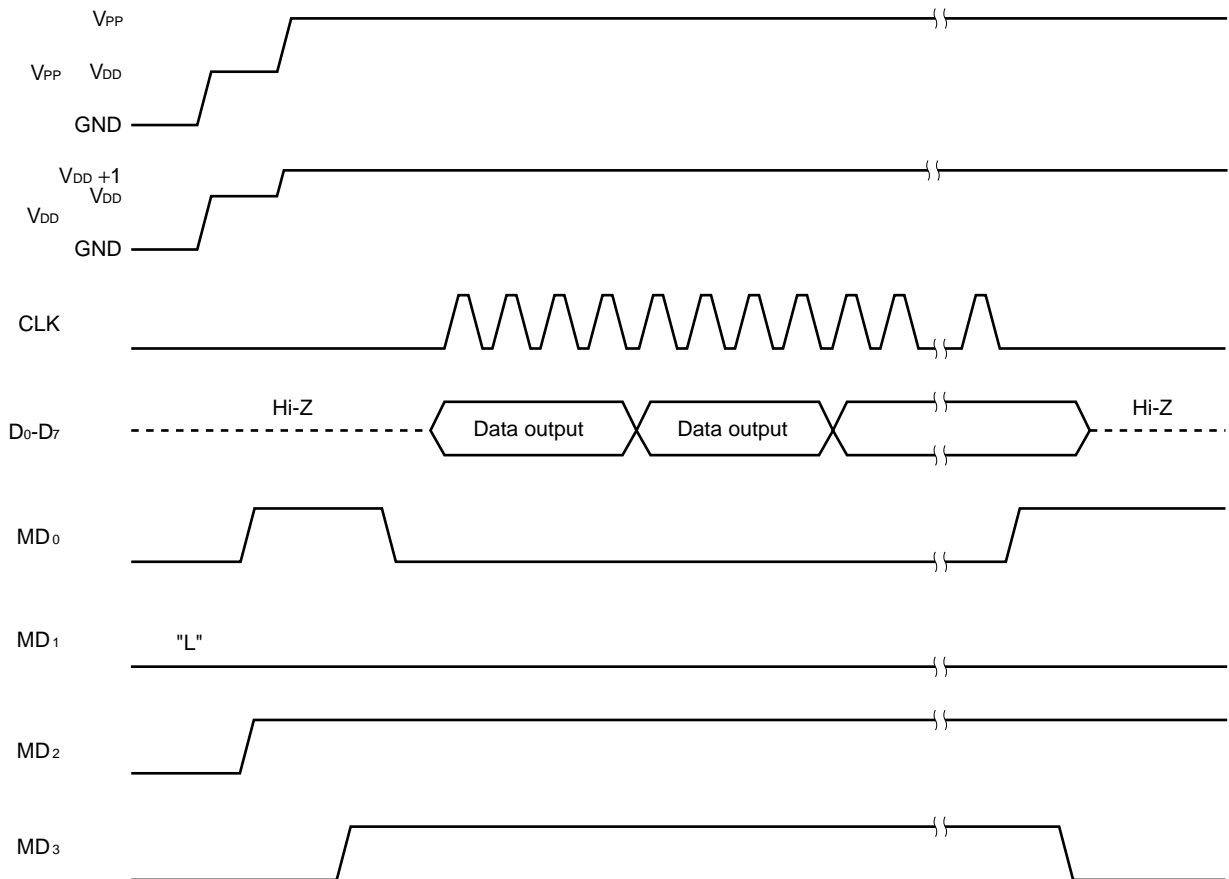 VPP
VPP VDD
GND
VDD +1
VDD
VDD
GND
CLK
Hi-Z Hi-Z
D0-D7 Data output Data output
MD0
MD1 "L"
MD2
MD3